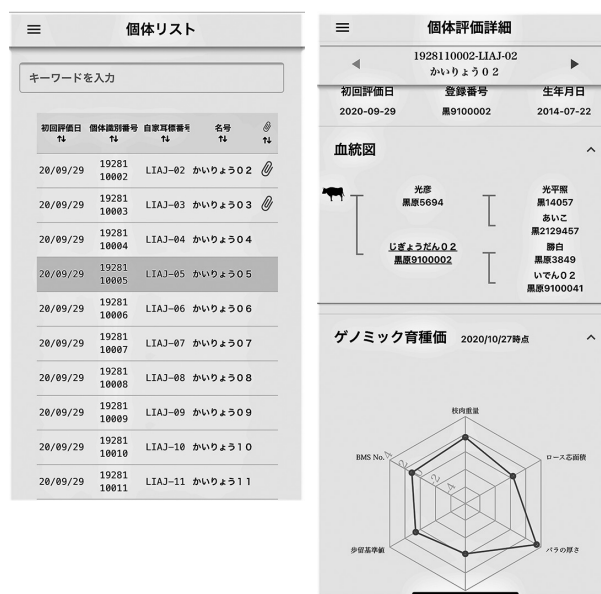 個体リスト
キーワードを入力
初回評価日 個体識別番号 自家耳標番号 名号
20/09/29 19281 10002 LIAJ-02 かいりょう０２
20/09/29 19281 10003 LIAJ-03 かいりょう０３
20/09/29 19281 10004 LIAJ-04 かいりょう０４
20/09/29 19281 10005 LIAJ-05 かいりょう０５
20/09/29 19281 10006 LIAJ-06 かいりょう０６
20/09/29 19281 10007 LIAJ-07 かいりょう０７
20/09/29 19281 10008 LIAJ-08 かいりょう０８
20/09/29 19281 10009 LIAJ-09 かいりょう０９
20/09/29 19281 10010 LIAJ-10 かいりょう１０
20/09/29 19281 10011 LIAJ-11 かいりょう１１
個体評価詳細
1928110002-LIAJ-02
かいりょう０２
初回評価日 登録番号 生年月日
2020-09-29 黒9100002 2014-07-22
血統図
光彦
黒原5694
光平照
黒14057
あいこ
黒2129457
じぎょうだん０２
黒原9100002
勝白
黒原3849
いでん０２
黒原9100041
ゲノミック育種価 2020/10/27時点
枝肉重量
BMS No.
ロース芯面積
歩留基準値
バラの厚さ